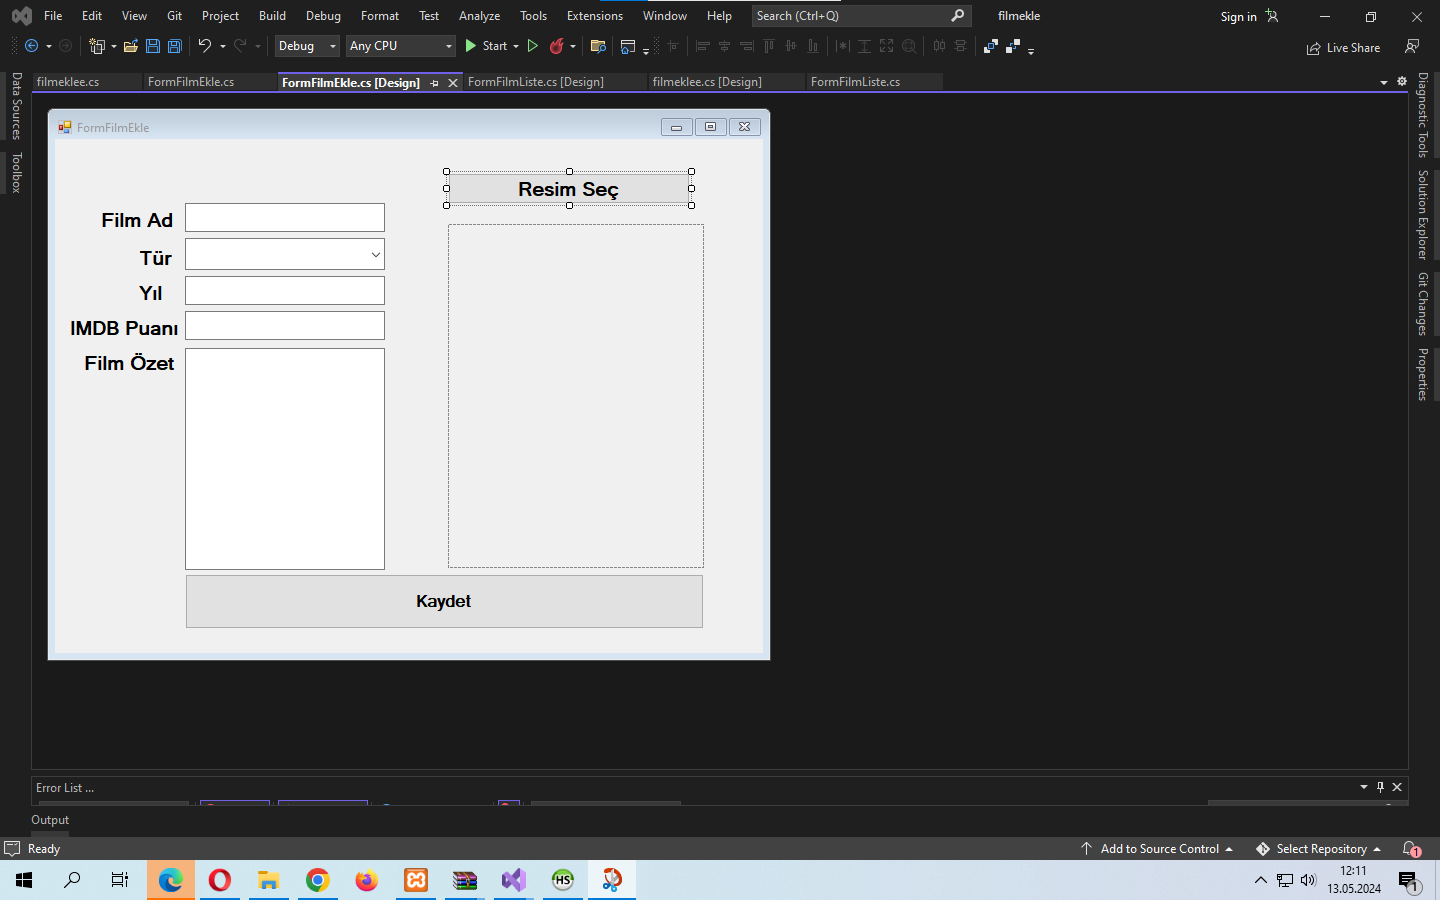 File Edit View Git Project Build Debug Format Test Analyze Tools Extensions Window Help Search (Ctrl+Q) filmekle Sign in
Debug Any CPU Start Live Share
filmeklee.cs FormFilmEkle.cs FormFilmEkle.cs [Design] FormFilmListe.cs [Design] filmeklee.cs [Design] FormFilmListe.cs
Data Sources
Toolbox
FormFilmEkle
Resim Seç
Film Ad
Tür
Yıl
IMDB Puanı
Film Özet
Kaydet
Diagnostic Tools
Solution Explorer
Git Changes
Properties
Error List ...
Output
Ready Add to Source Control Select Repository 1
HS
12:11
13.05.2024
1